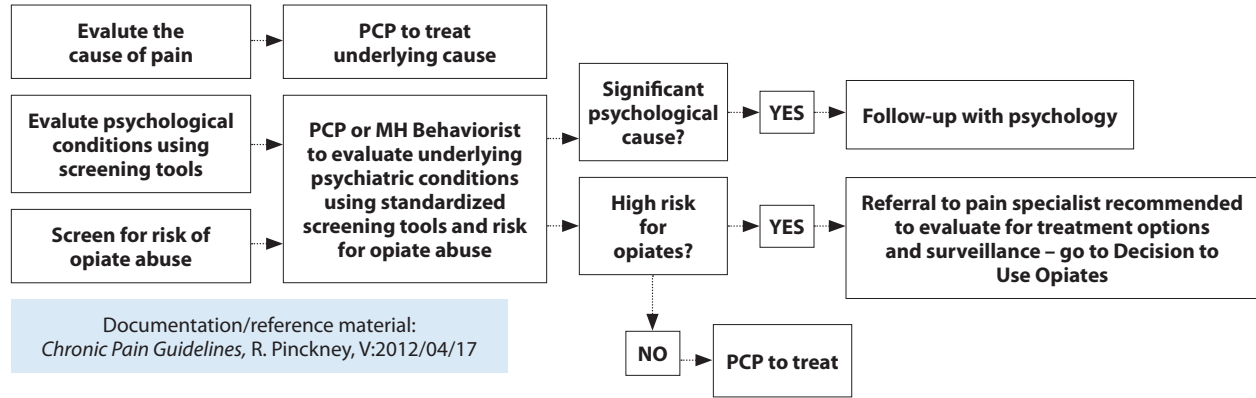 Evalute the
cause of pain
PCP to treat
underlying cause
Evalute psychological
conditions using
screening tools
Screen for risk of
opiate abuse
PCP or MH Behaviorist
to evaluate underlying
psychiatric conditions
using standardized
screening tools and risk
for opiate abuse
Significant
psychological
cause?
YES
Follow-up with psychology
High risk
for
opiates?
YES
Referral to pain specialist recommended
to evaluate for treatment options
and surveillance – go to Decision to
Use Opiates
NO
PCP to treat
Documentation/reference material:
Chronic Pain Guidelines, R. Pinckney, V:2012/04/17